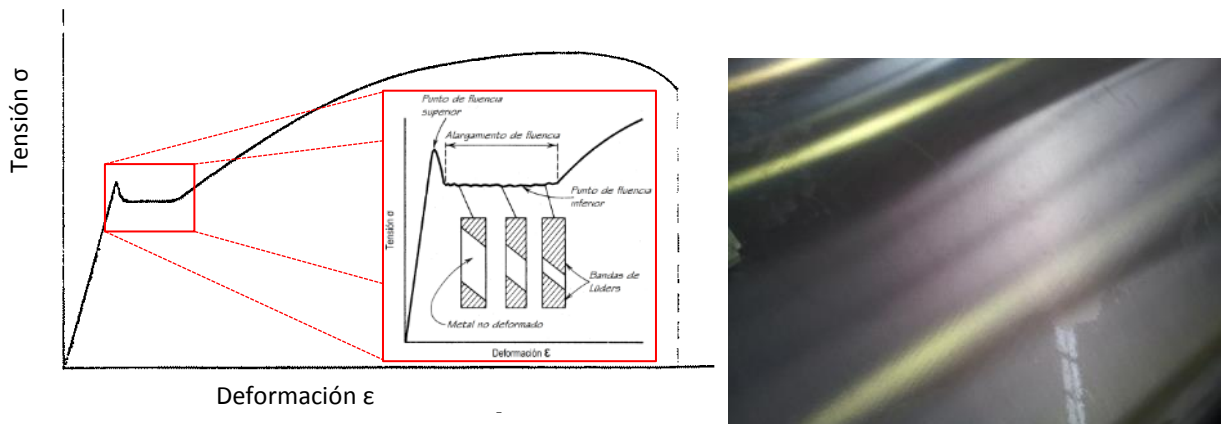 Tensión σ
Deformación ε
Punto de fluencia
superior
Alargamiento de fluencia
Punto de fluencia
inferior
Tensión σ
Bandas de
Lüders
Metal no deformado
Deformación ε